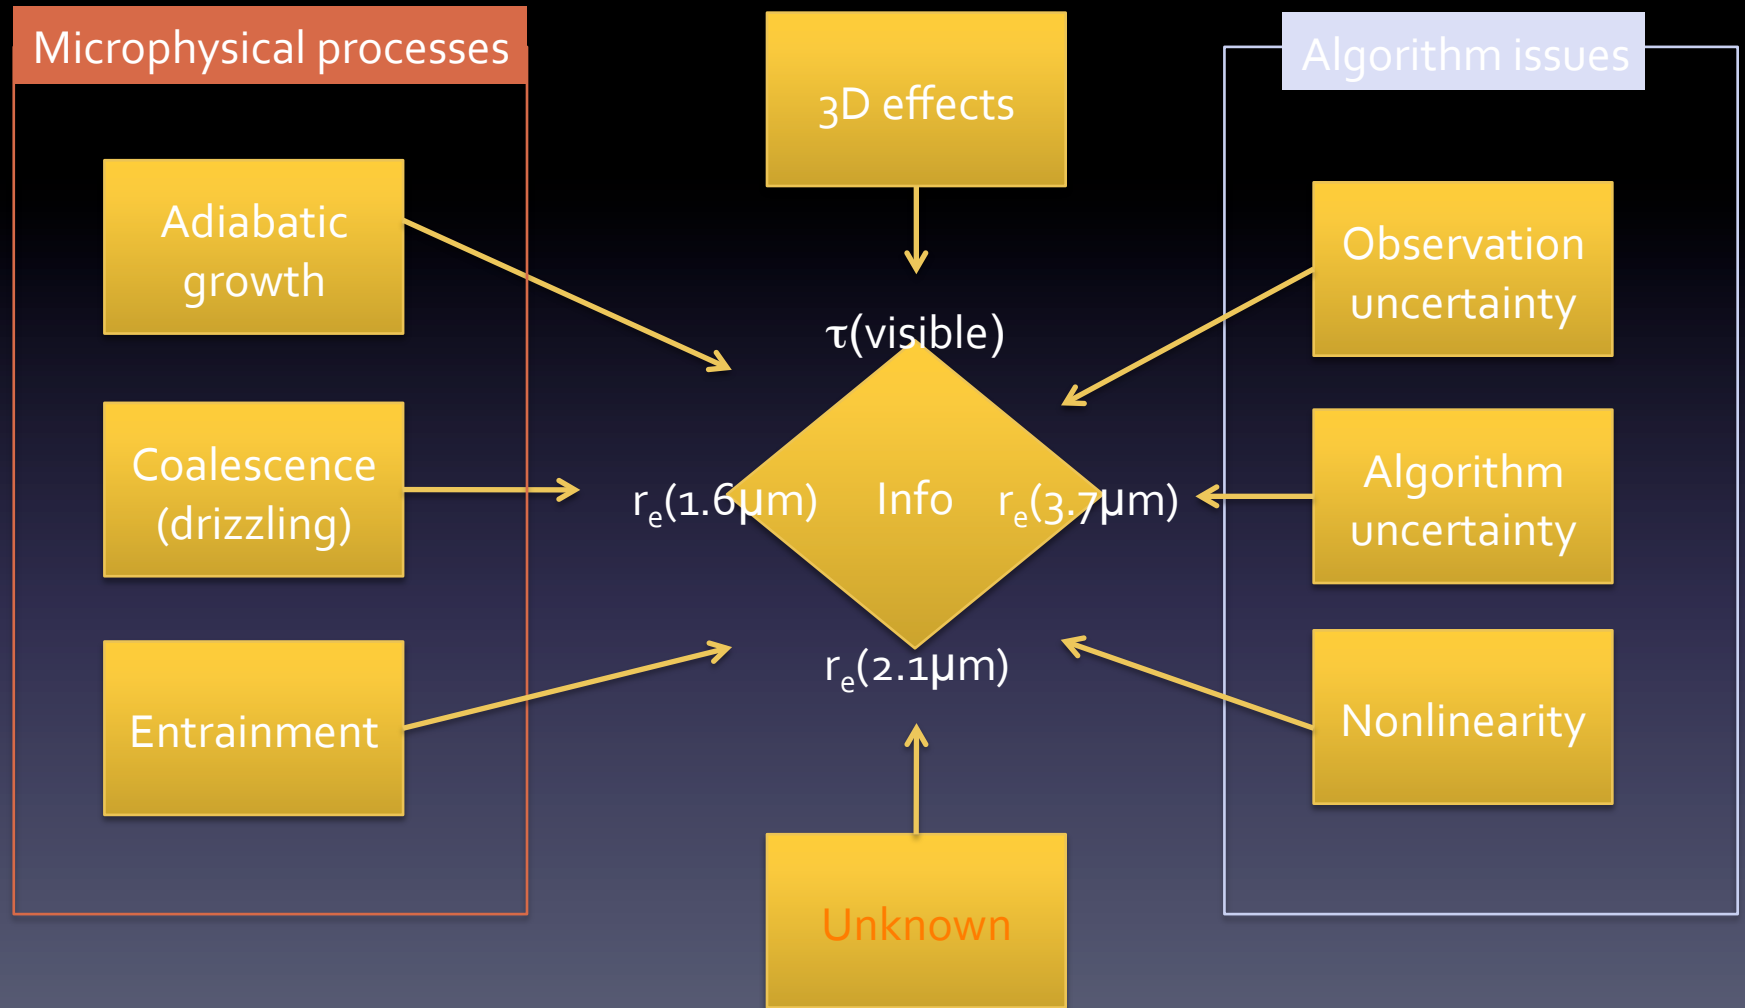 Microphysical processes
3D effects
Algorithm issues
Adiabatic
growth
Observation
uncertainty
τ(visible)
Coalescence
(drizzling)
rₑ(1.6μm)
Info
rₑ(3.7μm)
Algorithm
uncertainty
rₑ(2.1μm)
Entrainment
Nonlinearity
Unknown